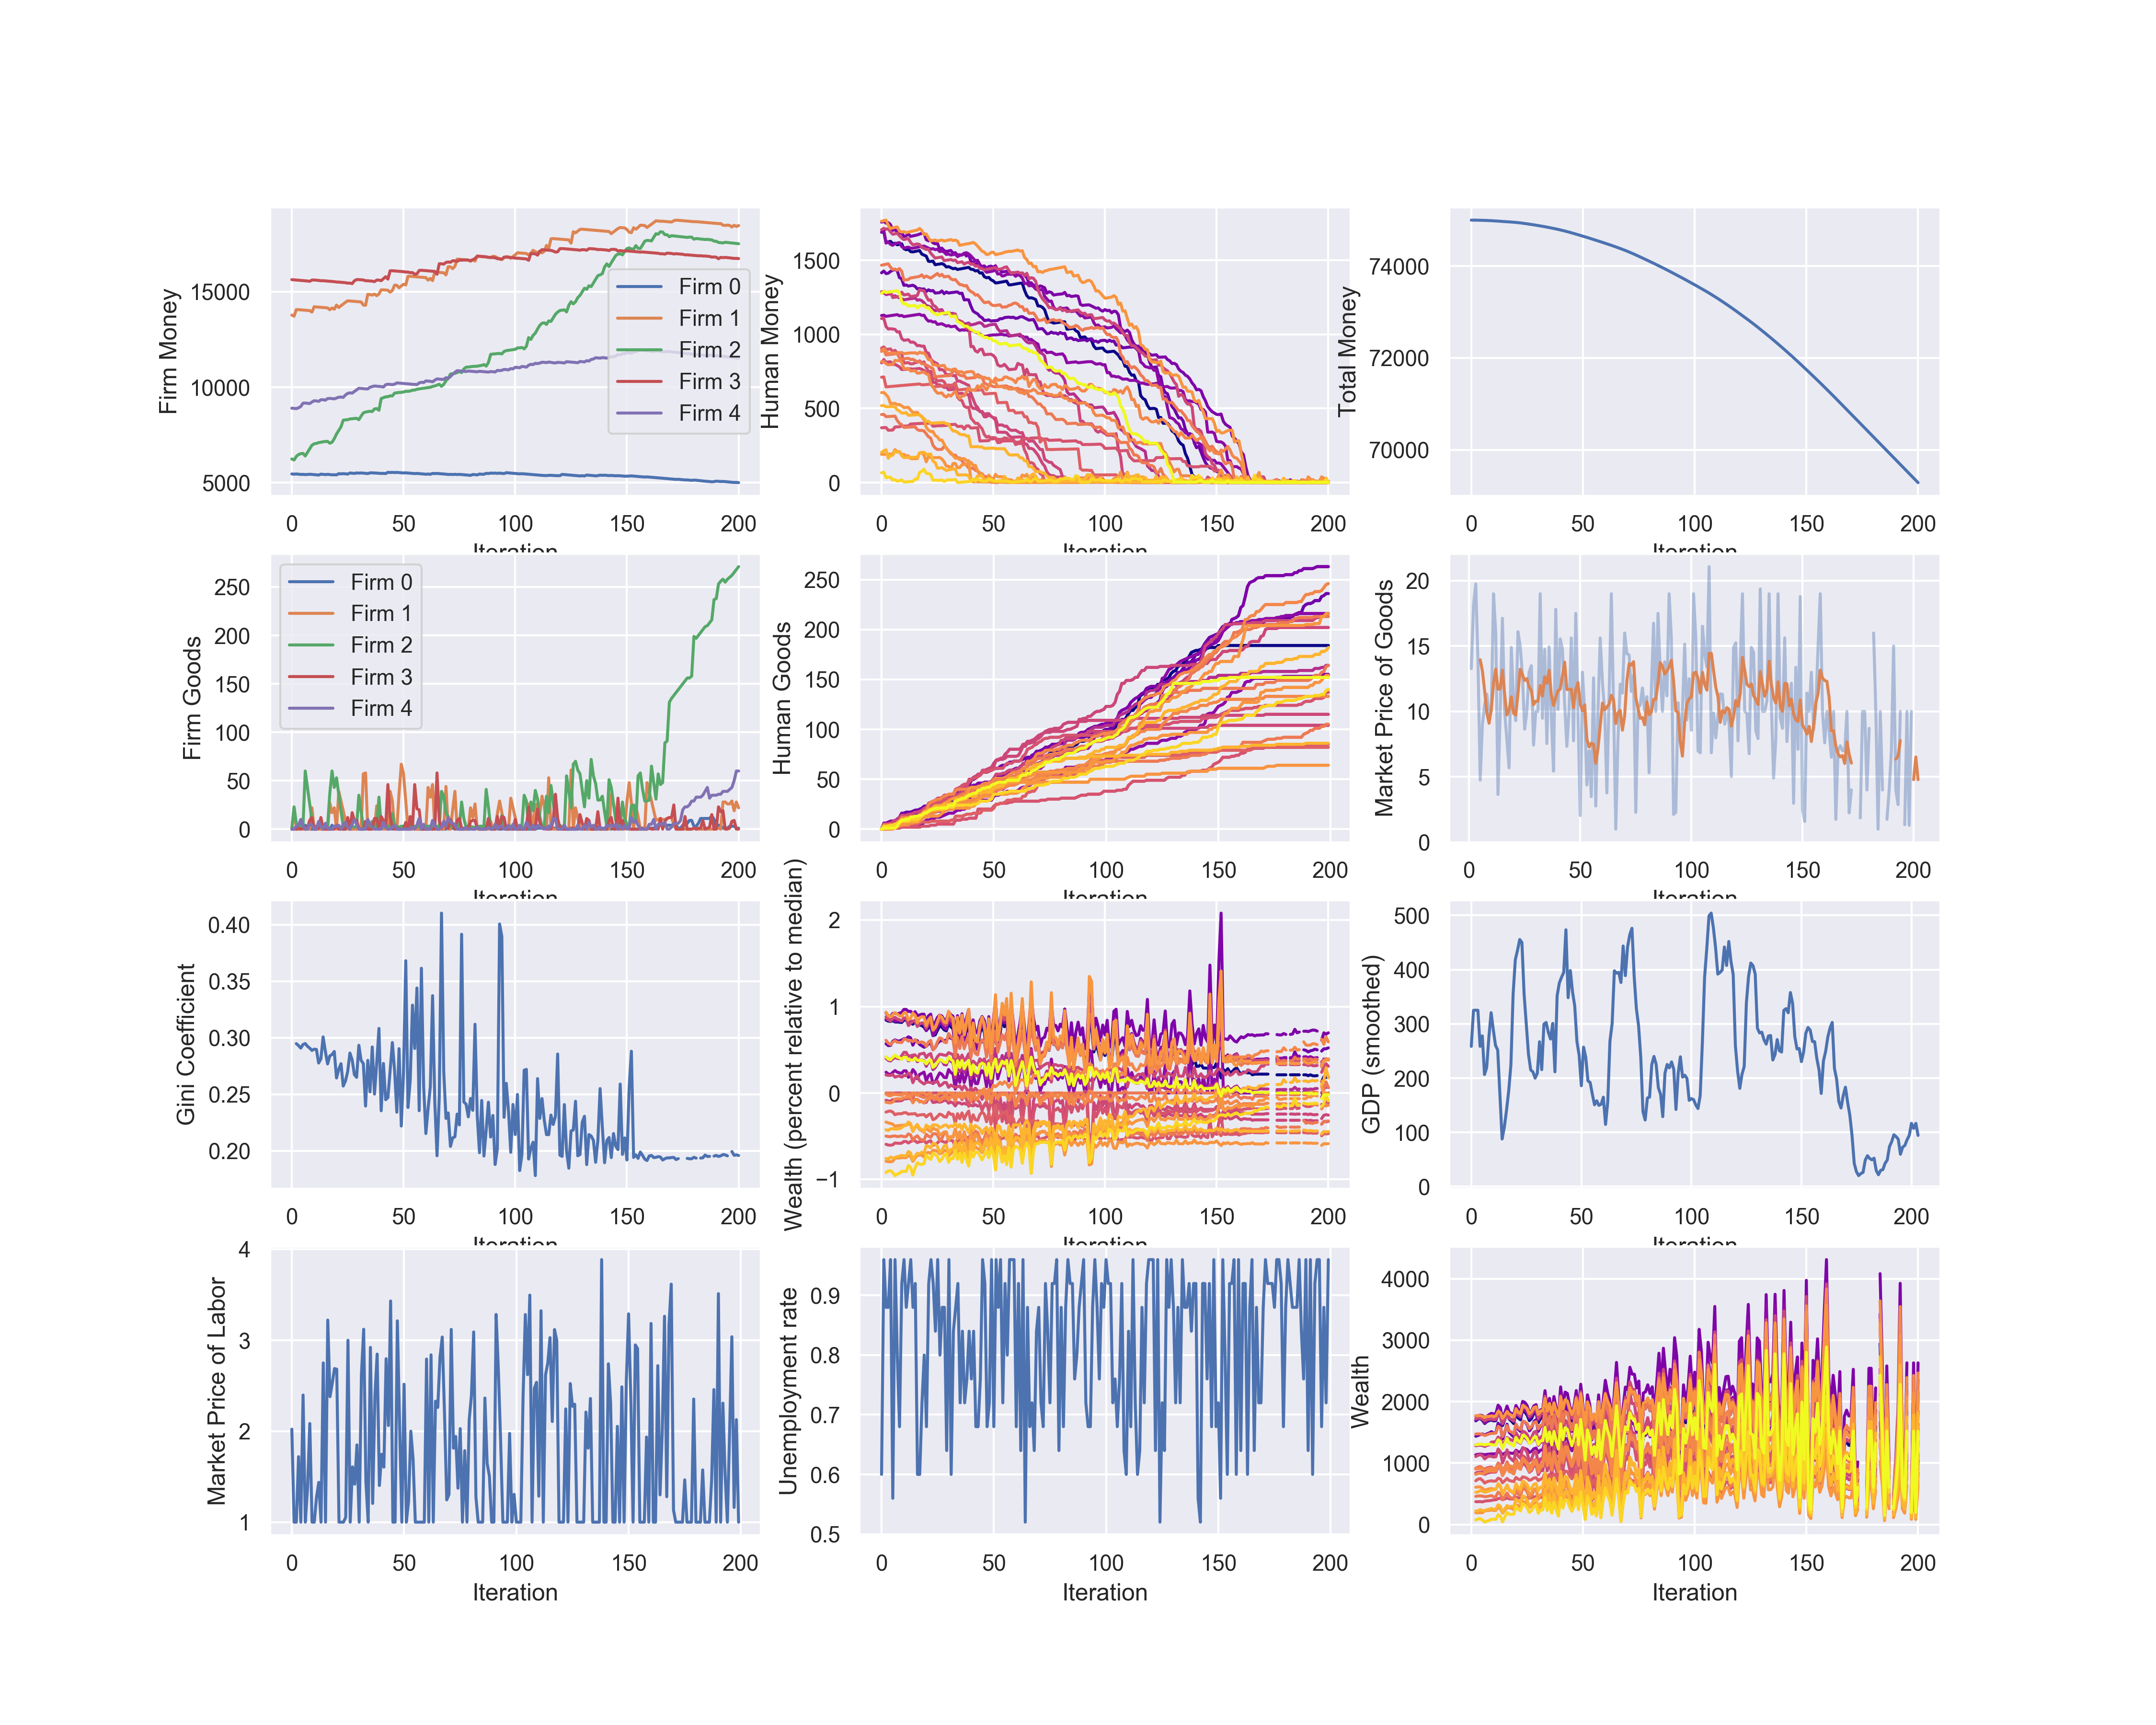 Firm Money
15000
10000
5000
0 50 100 150 200
Iteration
Firm 0
Firm 1
Firm 2
Firm 3
Firm 4
Human Money
1500
1000
500
0
0 50 100 150 200
Iteration
Total Money
74000
72000
70000
0 50 100 150 200
Iteration
Firm Goods
250
200
150
100
50
0
0 50 100 150 200
Iteration
Firm 0
Firm 1
Firm 2
Firm 3
Firm 4
Human Goods
250
200
150
100
50
0
0 50 100 150 200
Iteration
Market Price of Goods
20
15
10
5
0
0 50 100 150 200
Iteration
Gini Coefficient
0.40
0.35
0.30
0.25
0.20
0 50 100 150 200
Iteration
Wealth (percent relative to median)
2
1
0
−1
0 50 100 150 200
Iteration
GDP (smoothed)
500
400
300
200
100
0
0 50 100 150 200
Iteration
Market Price of Labor
4
3
2
1
0 50 100 150 200
Iteration
Unemployment rate
0.9
0.8
0.7
0.6
0.5
0 50 100 150 200
Iteration
Wealth
4000
3000
2000
1000
0
0 50 100 150 200
Iteration